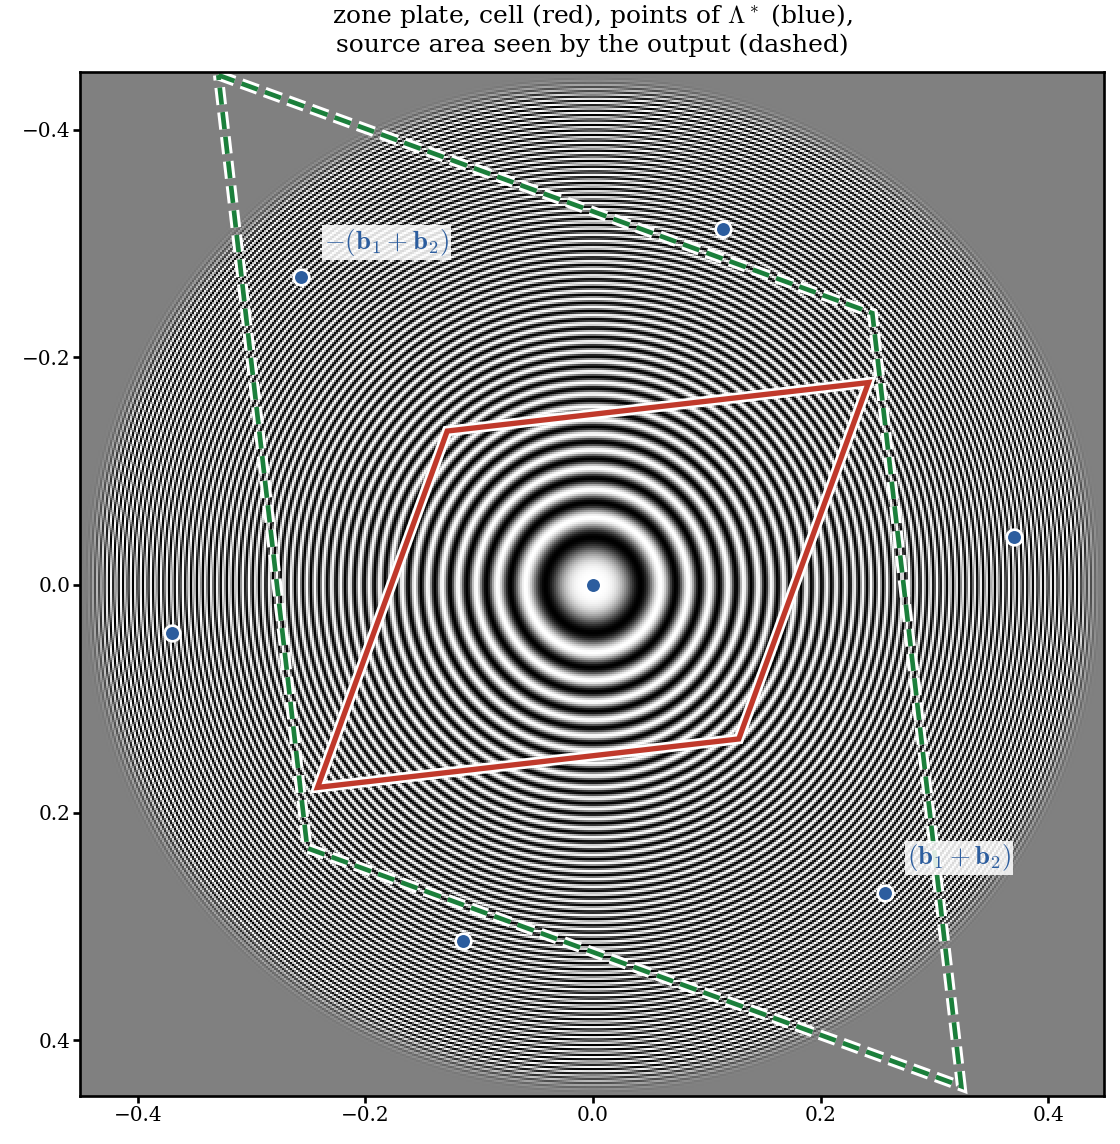 zone plate, cell (red), points of Λ* (blue),
source area seen by the output (dashed)
−0.4
−(b₁ + b₂)
−0.2
0.0
0.2
(b₁ + b₂)
0.4
−0.4 −0.2 0.0 0.2 0.4